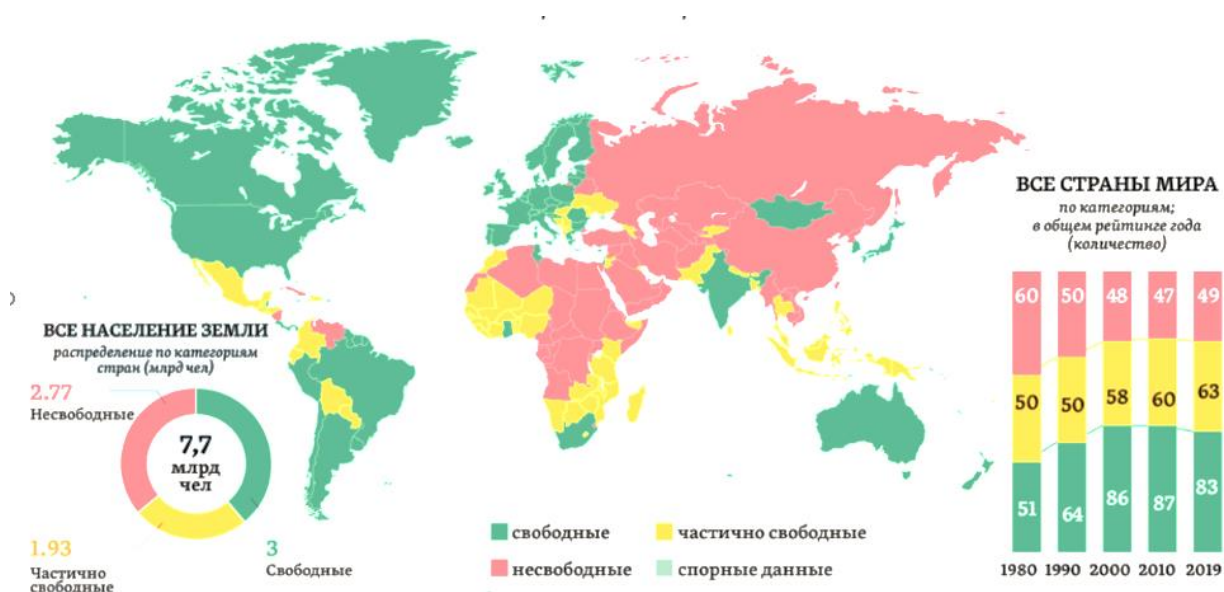 ВСЕ НАСЕЛЕНИЕ ЗЕМЛИ
распределение по категориям
стран (млрд чел)
2.77
Несвободные
7,7
млрд
чел
1.93
Частично
свободные
3
Свободные
свободные
частично свободные
несвободные
спорные данные
ВСЕ СТРАНЫ МИРА
по категориям;
в общем рейтинге года
(количество)
60 50 48 47 49
50 50 58 60 63
51 64 86 87 83
1980 1990 2000 2010 2019